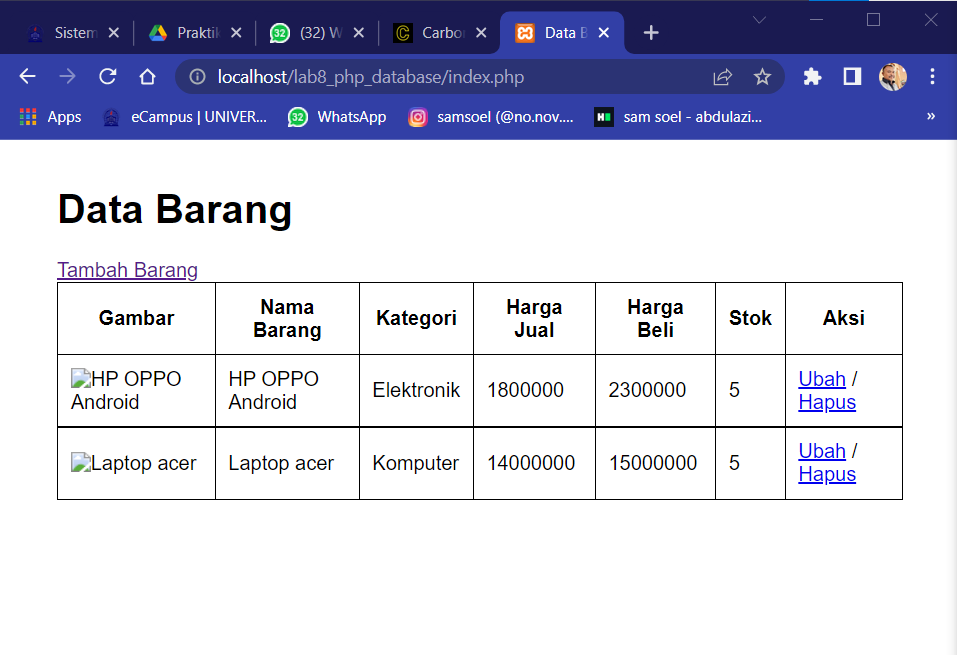 Sistem
Praktik
(32) W
Carbo
Data B
localhost/lab8_php_database/index.php
Apps
eCampus | UNIVER...
32
WhatsApp
samsoel (@no.nov....
sam soel - abdulazi...
»
Data Barang
Tambah Barang
Gambar Nama Barang Kategori Harga Jual Harga Beli Stok Aksi
HP OPPO Android HP OPPO Android Elektronik 1800000 2300000 5 Ubah / Hapus
Laptop acer Laptop acer Komputer 14000000 15000000 5 Ubah / Hapus